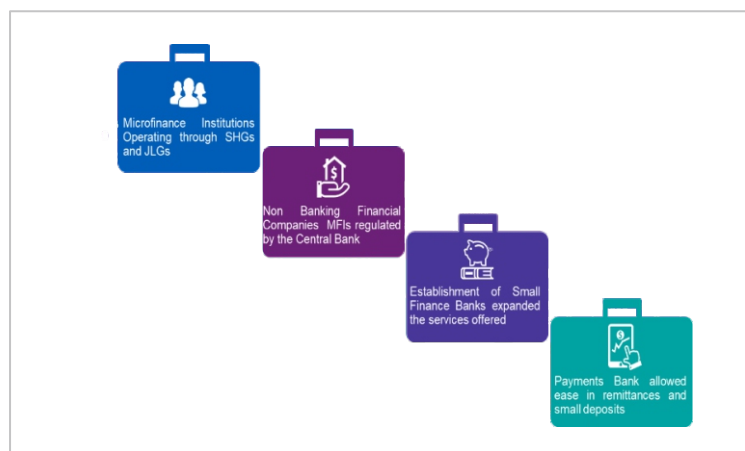 Microfinance Institutions
Operating through SHGs
and JLGs
Non Banking Financial
Companies MFIs regulated
by the Central Bank
Establishment of Small
Finance Banks expanded
the services offered
Payments Bank allowed
ease in remittances and
small deposits